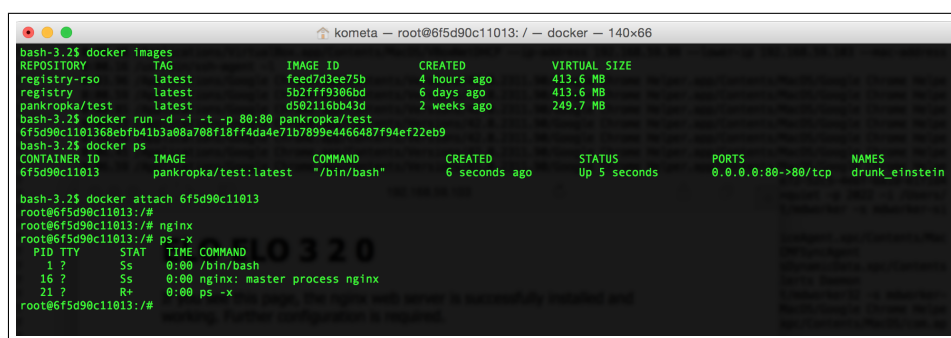 kometa — root@6f5d90c11013: / — docker — 140×66
bash-3.2$ docker images
REPOSITORY TAG IMAGE ID CREATED VIRTUAL SIZE
registry-rso latest feed7d3ee75b 4 hours ago 413.6 MB
registry latest 5b2fff9306bd 6 days ago 413.6 MB
pankropka/test latest d502116bb43d 2 weeks ago 249.7 MB
bash-3.2$ docker run -d -i -t -p 80:80 pankropka/test
6f5d90c1101368ebfb41b3a08a708f18ff4da4e71b7899e4466487f94ef22eb9
bash-3.2$ docker ps
CONTAINER ID IMAGE COMMAND CREATED STATUS PORTS NAMES
6f5d90c11013 pankropka/test:latest "/bin/bash" 6 seconds ago Up 5 seconds 0.0.0.0:80->80/tcp drunk_einstein
bash-3.2$ docker attach 6f5d90c11013
root@6f5d90c11013:/#
root@6f5d90c11013:/# nginx
root@6f5d90c11013:/# ps -x
PID TTY STAT TIME COMMAND
1 ? Ss 0:00 /bin/bash
16 ? Ss 0:00 nginx: master process nginx
21 ? R+ 0:00 ps -x
root@6f5d90c11013:/#